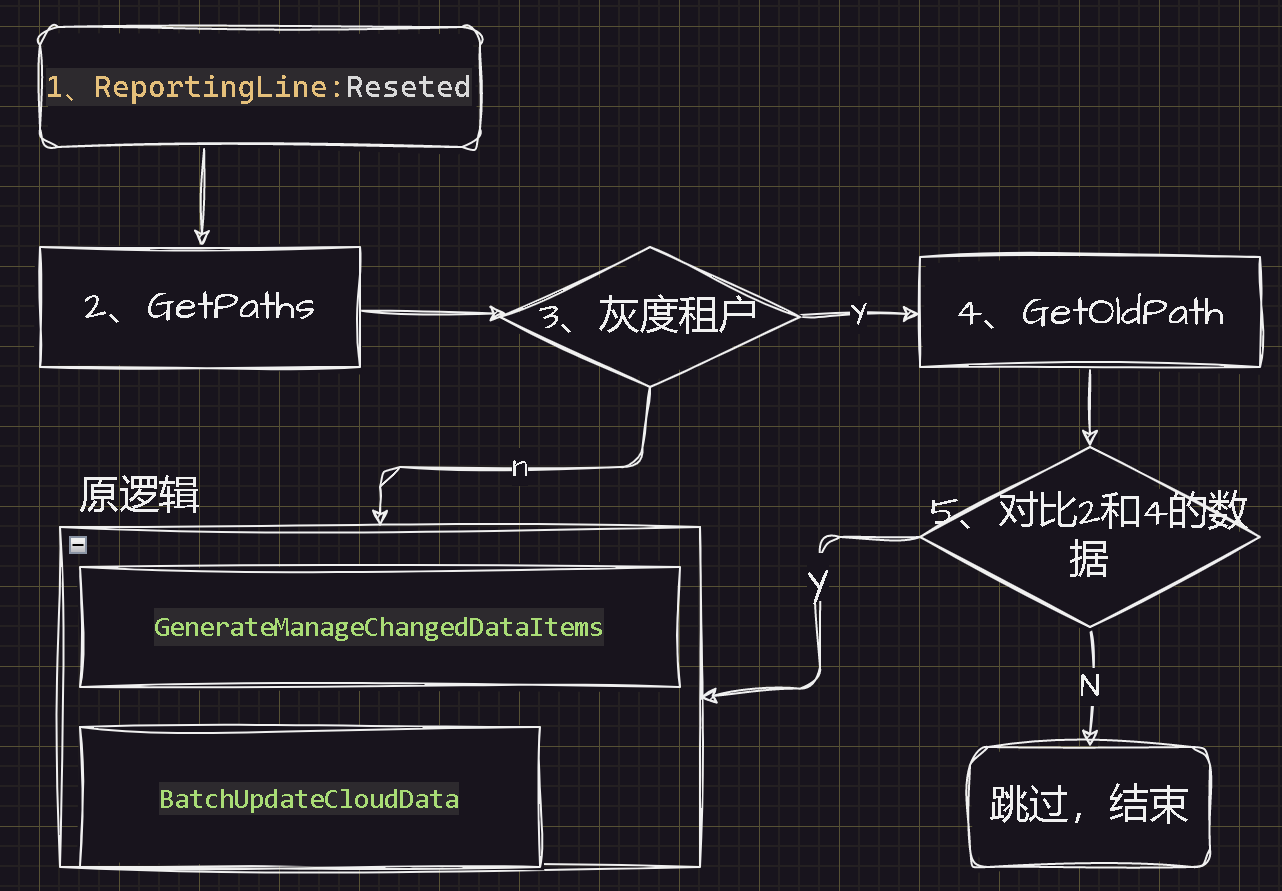 1、ReportingLine:Reseted
2、GetPaths
3、灰度租户
Y
4、GetOldPath
n
原逻辑
5、对比2和4的数
据
Y
GenerateManageChangedDataItems
N
BatchUpdateCloudData
跳过，结束